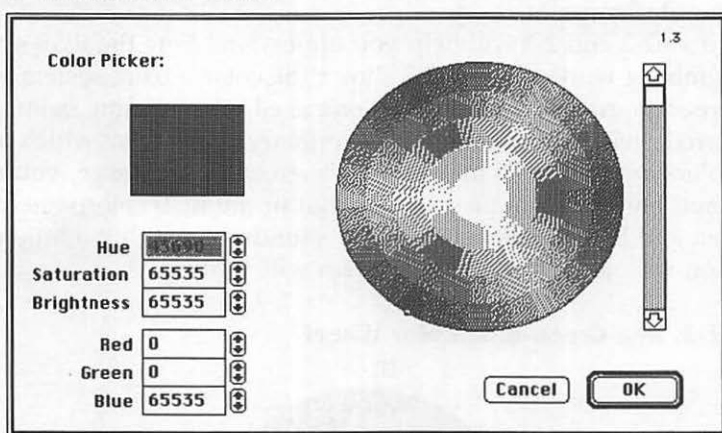 1.3
Color Picker:
Hue 43690
Saturation 65535
Brightness 65535
Red 0
Green 0
Blue 65535
Cancel OK